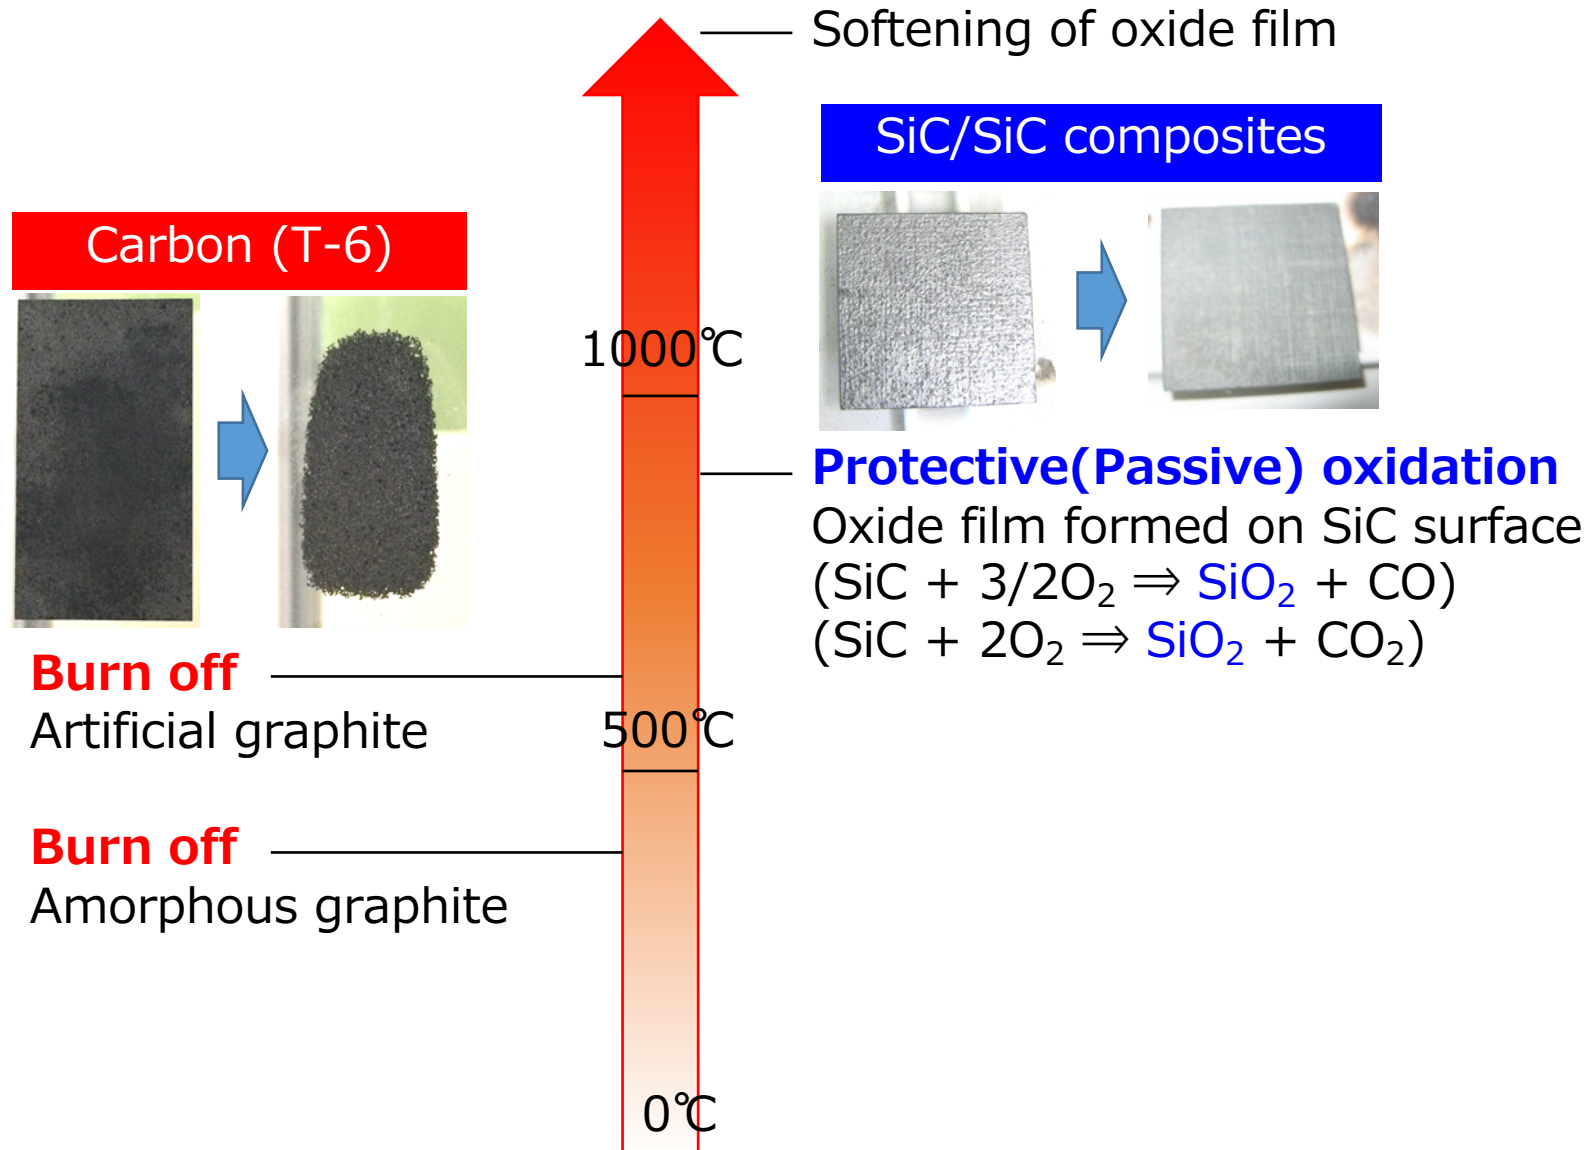 Softening of oxide film
SiC/SiC composites
Carbon (T-6)
1000℃
Protective(Passive) oxidation
Oxide film formed on SiC surface
(SiC + 3/2O₂ ⇒ SiO₂ + CO)
(SiC + 2O₂ ⇒ SiO₂ + CO₂)
Burn off
Artificial graphite
500℃
Burn off
Amorphous graphite
0℃